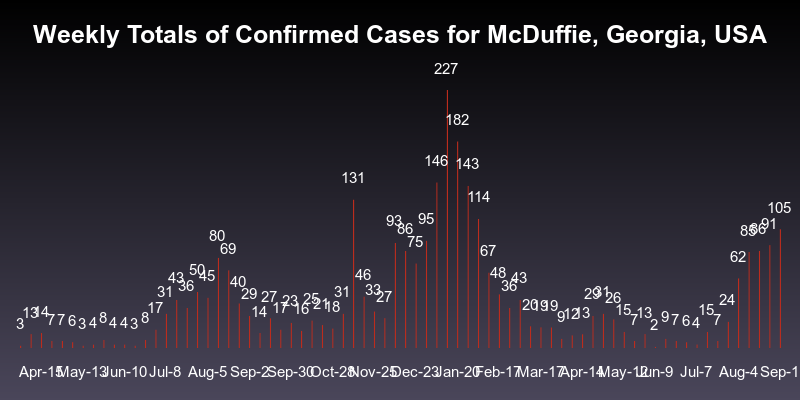 Weekly Totals of Confirmed Cases for McDuffie, Georgia, USA
3 13 14 7 7 6 3 4 8 4 4 3 8 17 31 43 36 50 45 80 69 40 29 14 27 17 23 16 25 21 18 31 131 46 33 27 93 86 75 95 146 227 182 143 114 67 48 36 43 20 19 19 9 12 13 29 31 26 15 7 13 2 9 7 6 4 15 7 24 62 85 86 91 105
Apr-15 May-13 Jun-10 Jul-8 Aug-5 Sep-2 Sep-30 Oct-28 Nov-25 Dec-23 Jan-20 Feb-17 Mar-17 Apr-14 May-12 Jun-9 Jul-7 Aug-4 Sep-1